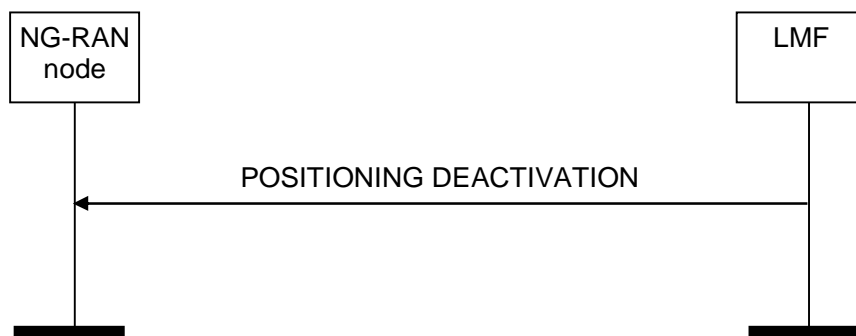 NG-RAN
node
LMF
POSITIONING DEACTIVATION